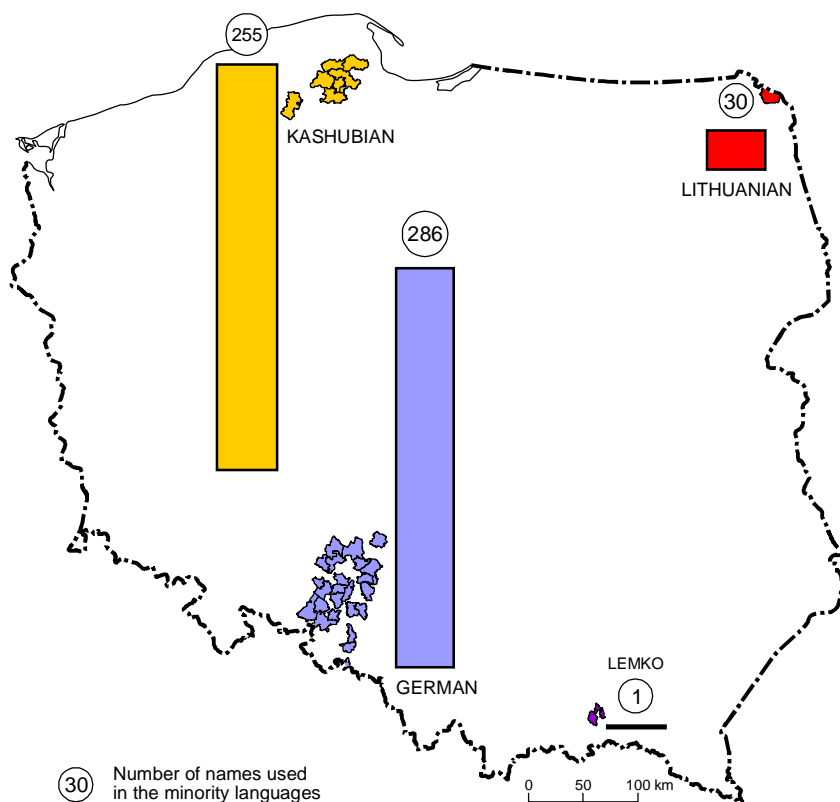 255
KASHUBIAN
30
LITHUANIAN
286
GERMAN
LEMKO
1
30 Number of names used
in the minority languages
0 50 100 km